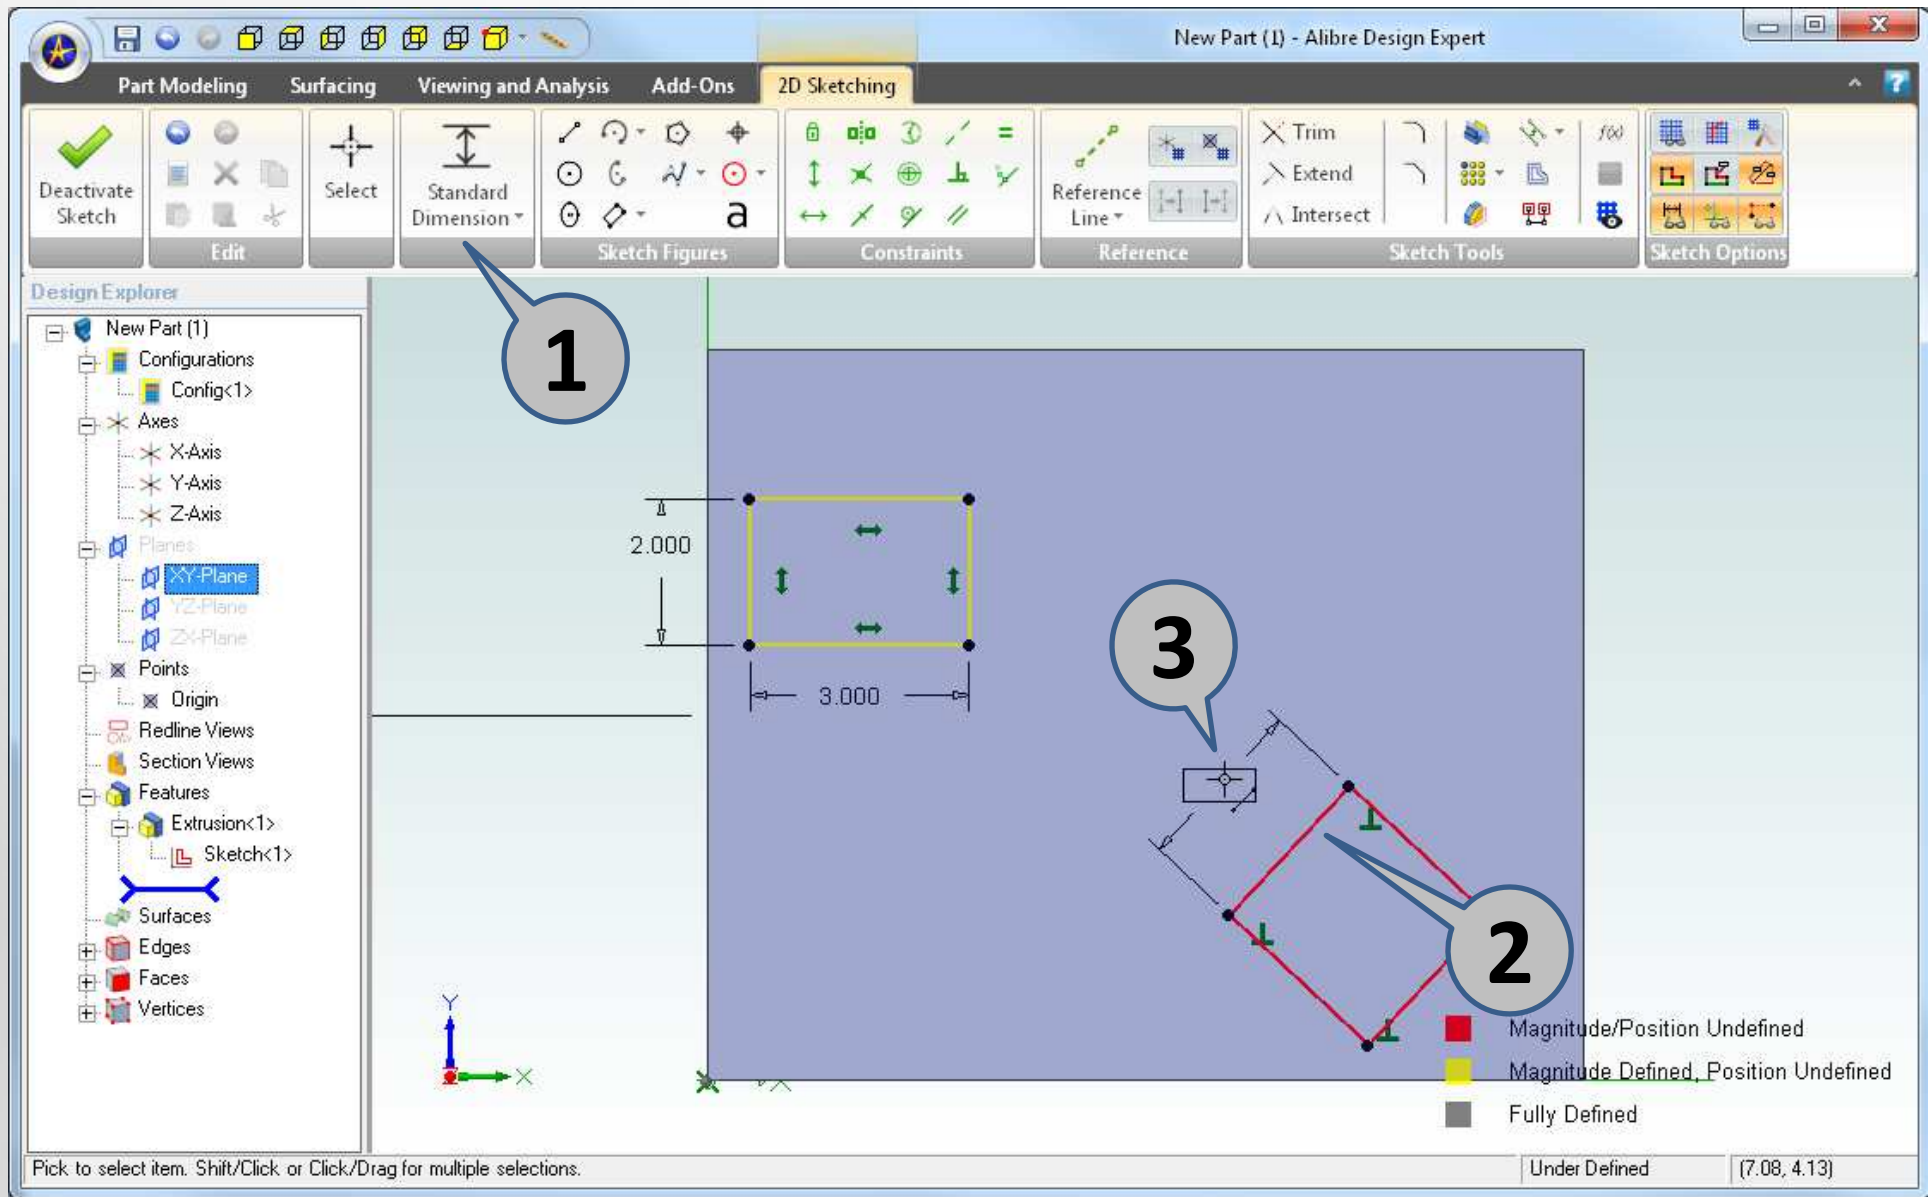 New Part (1) - Alibre Design Expert
Part Modeling Surfacing Viewing and Analysis Add-Ons 2D Sketching
Deactivate
Sketch
Edit
Select
Standard
Dimension
a
Sketch Figures
Constraints
Reference
Line
Reference
Trim
Extend
Intersect
f(x)
Sketch Tools
Sketch Options
Design Explorer
New Part (1)
Configurations
Config<1>
Axes
X-Axis
Y-Axis
Z-Axis
Planes
XY-Plane
YZ-Plane
ZX-Plane
Points
Origin
Redline Views
Section Views
Features
Extrusion<1>
Sketch<1>
Surfaces
Edges
Faces
Vertices
1
2.000
3.000
3
2
Y
X
X
Magnitude/Position Undefined
Magnitude Defined, Position Undefined
Fully Defined
Pick to select item. Shift/Click or Click/Drag for multiple selections.
Under Defined
(7.08, 4.13)